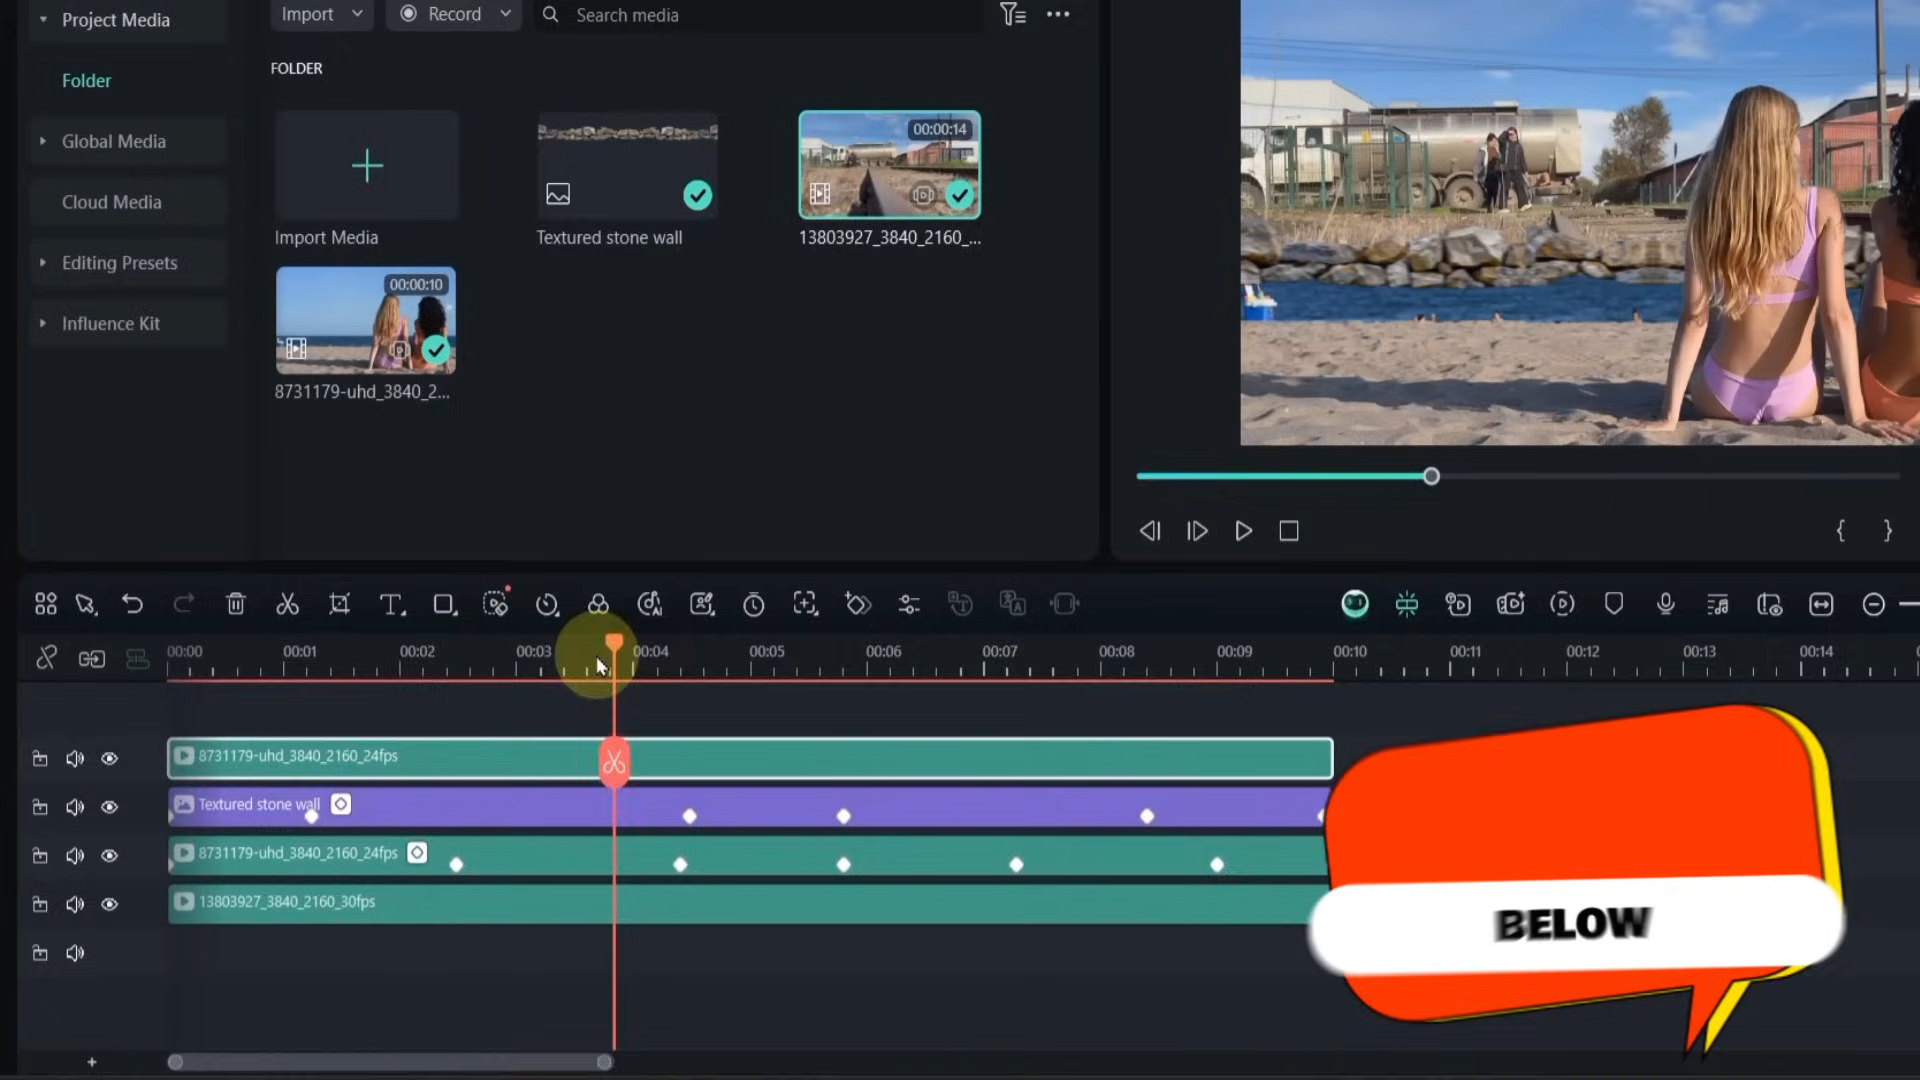 Project Media
Import
Record
Search media
Folder
FOLDER
Global Media
Cloud Media
Editing Presets
Influence Kit
Import Media
Textured stone wall
00:00:14
13803927_3840_2160_...
00:00:10
8731179-uhd_3840_2...
00:00 00:01 00:02 00:03 00:04 00:05 00:06 00:07 00:08 00:09 00:10 00:11 00:12 00:13 00:14
8731179-uhd_3840_2160_24fps
Textured stone wall
8731179-uhd_3840_2160_24fps
13803927_3840_2160_30fps
BELOW